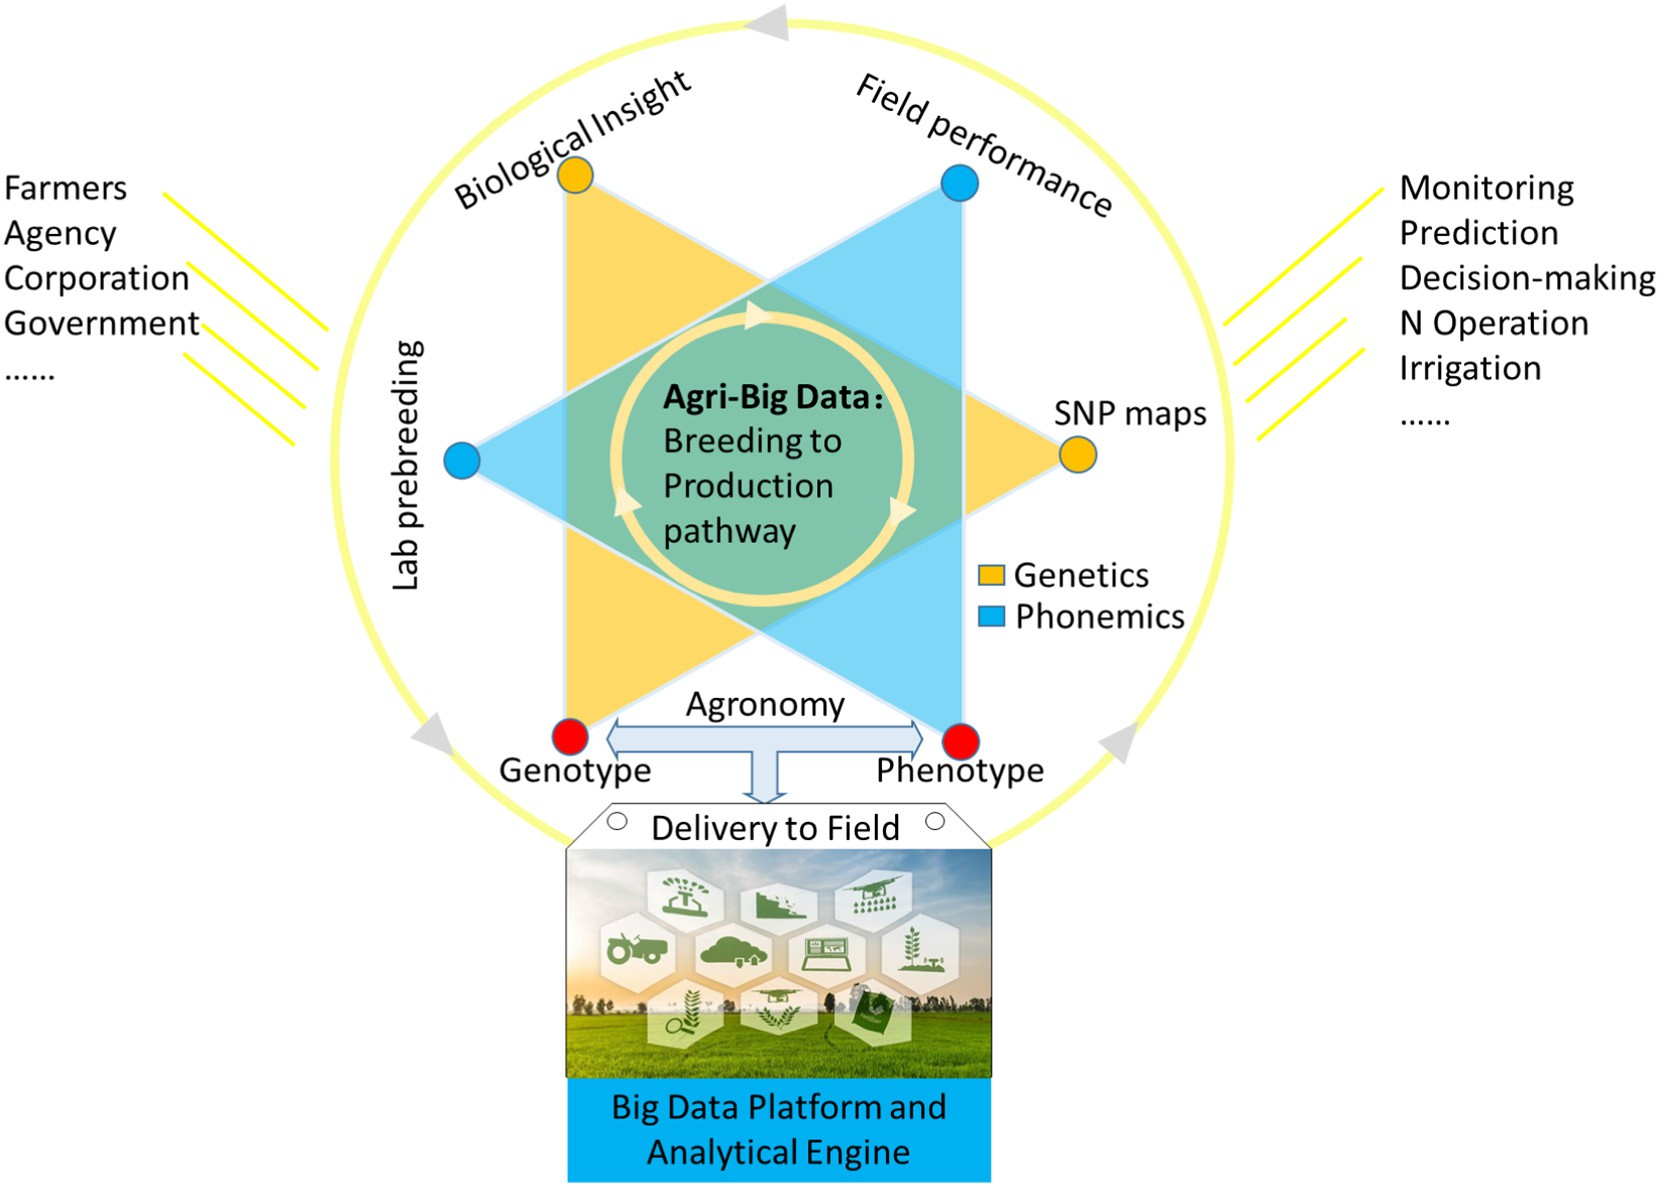 Biological Insight
Field performance
Farmers
Agency
Corporation
Government
......
Monitoring
Prediction
Decision-making
N Operation
Irrigation
......
Lab prebreeding
SNP maps
Agri-Big Data：
Breeding to
Production
pathway
Genetics
Phonemics
Agronomy
Genotype
Phenotype
Delivery to Field
Big Data Platform and
Analytical Engine